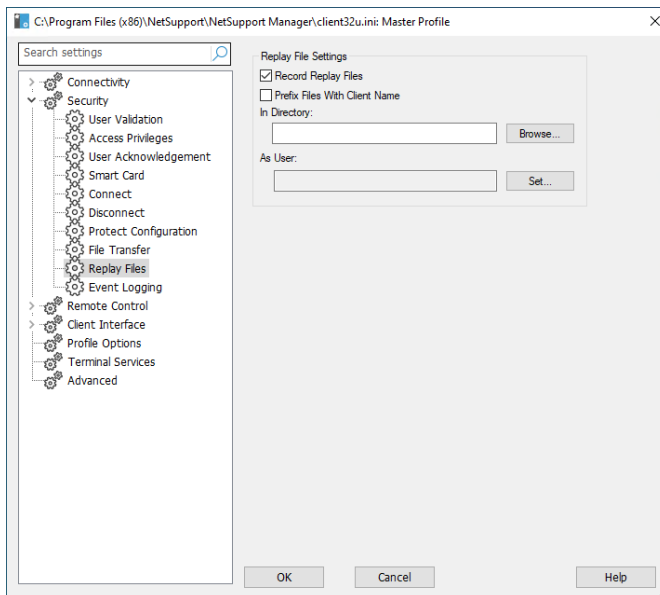 C:\Program Files (x86)\NetSupport\NetSupport Manager\client32u.ini: Master Profile
Search settings
Connectivity
Security
User Validation
Access Privileges
User Acknowledgement
Smart Card
Connect
Disconnect
Protect Configuration
File Transfer
Replay Files
Event Logging
Remote Control
Client Interface
Profile Options
Terminal Services
Advanced
Replay File Settings
Record Replay Files
Prefix Files With Client Name
In Directory:
Browse...
As User:
Set...
OK
Cancel
Help